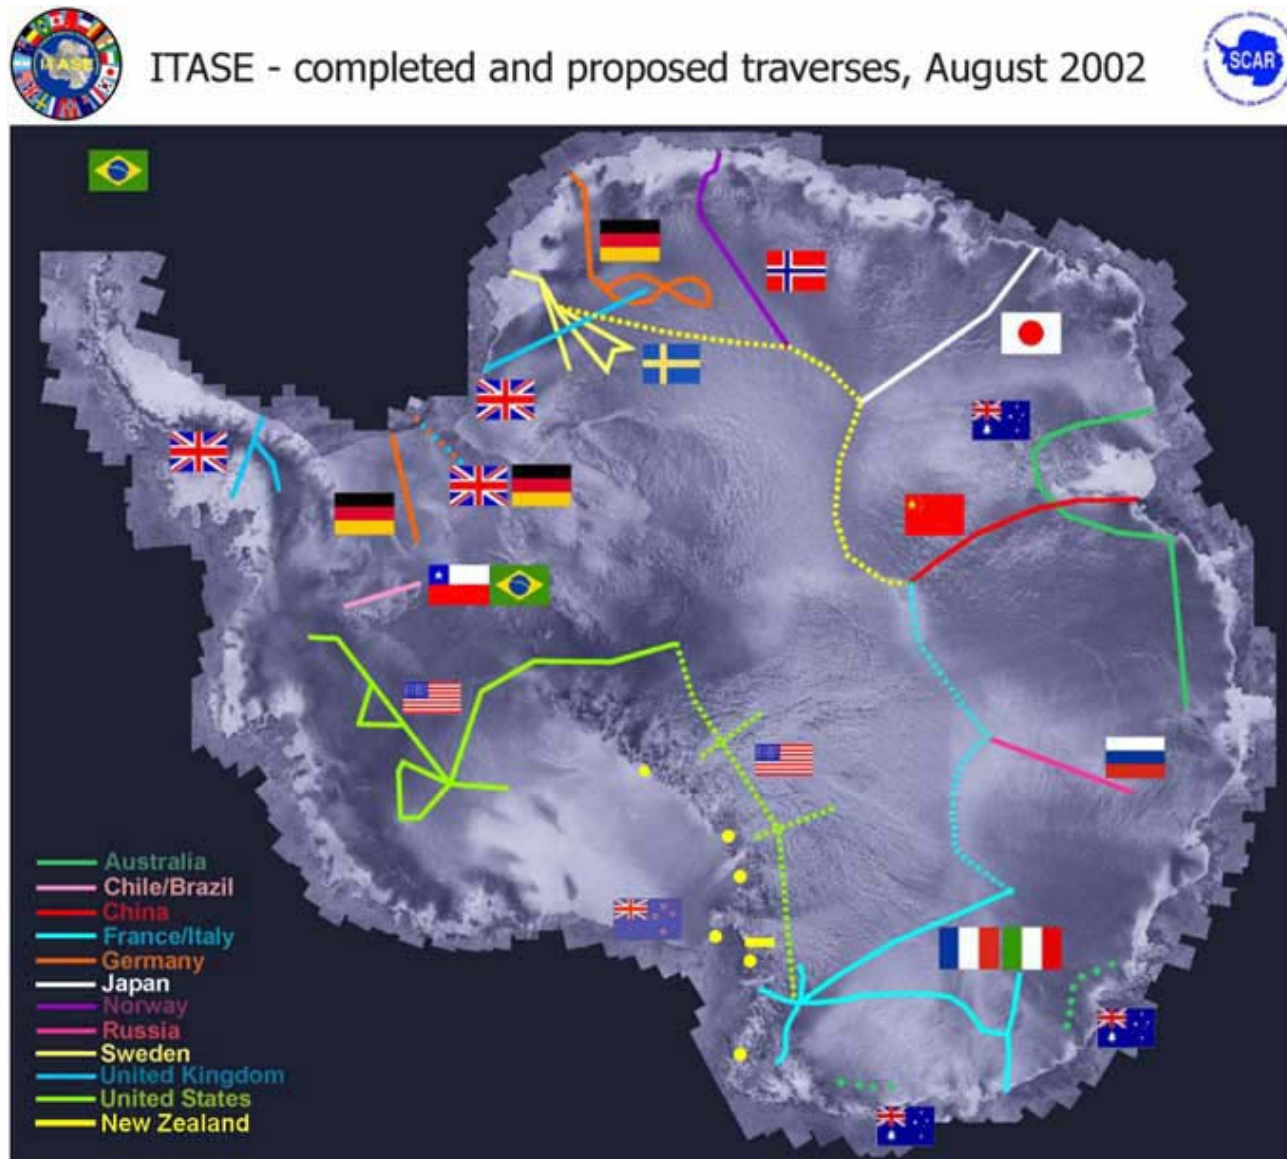 ITASE
ITASE - completed and proposed traverses, August 2002
SCAR
Australia
Chile/Brazil
China
France/Italy
Germany
Japan
Norway
Russia
Sweden
United Kingdom
United States
New Zealand